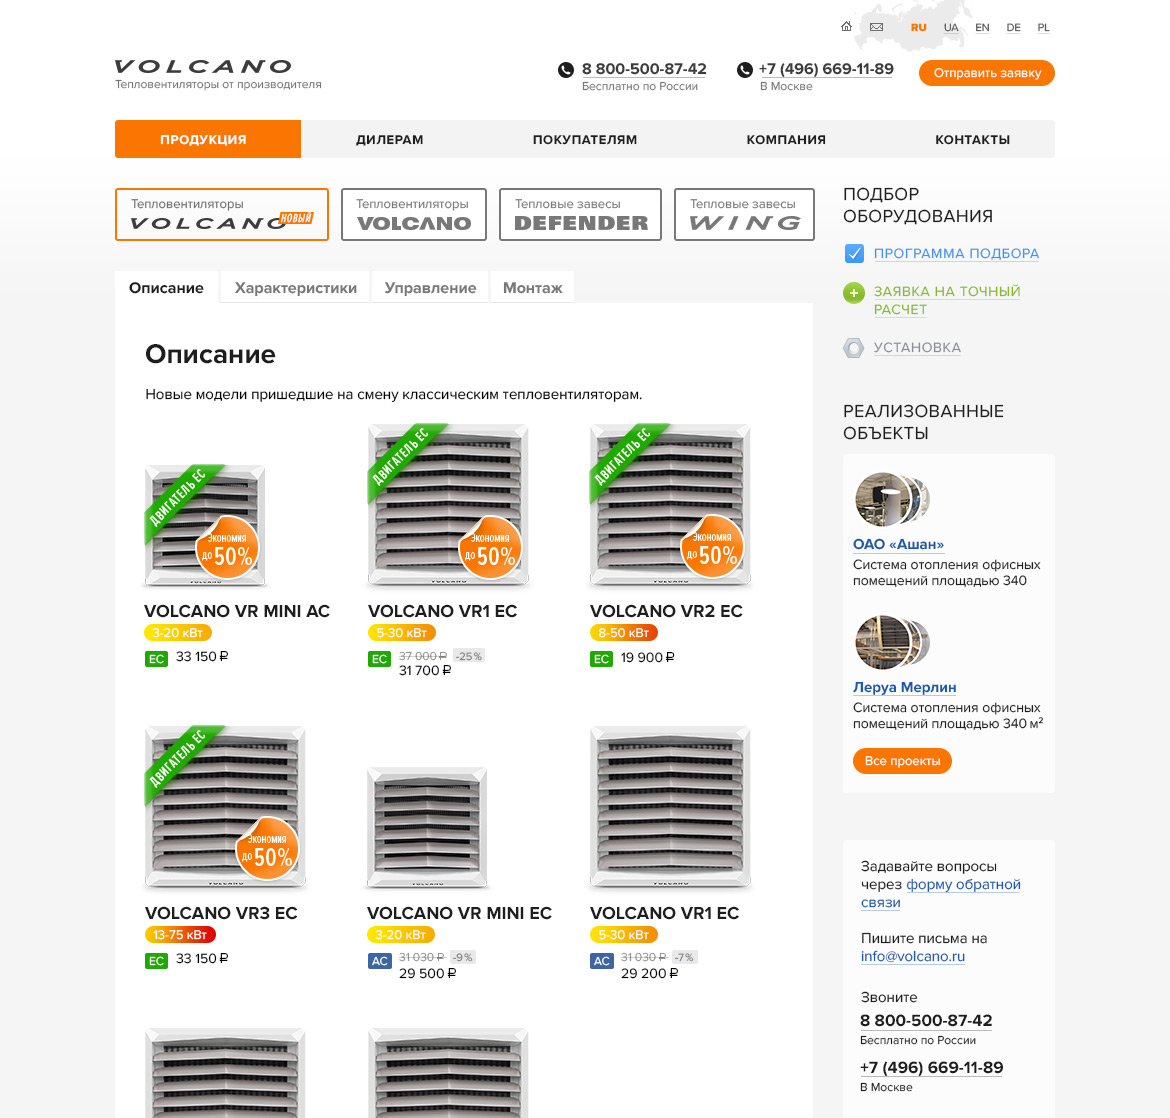 RU UA EN DE PL
VOLCANO
Тепловентиляторы от производителя
8 800-500-87-42
Бесплатно по России
+7 (496) 669-11-89
В Москве
Отправить заявку
ПРОДУКЦИЯ ДИЛЕРАМ ПОКУПАТЕЛЯМ КОМПАНИЯ КОНТАКТЫ
Тепловентиляторы
VOLCANO НОВЫЙ
Тепловентиляторы
VOLCANO
Тепловые завесы
DEFENDER
Тепловые завесы
WING
Описание Характеристики Управление Монтаж
Описание
Новые модели пришедшие на смену классическим тепловентиляторам.
ДВИГАТЕЛЬ ЕС
Экономия
до 50%
VOLCANO
VOLCANO VR MINI AC
3-20 кВт
EC 33 150 ₽
ДВИГАТЕЛЬ ЕС
Экономия
до 50%
VOLCANO
VOLCANO VR1 EC
5-30 кВт
EC 37 000 ₽ -25%
31 700 ₽
ДВИГАТЕЛЬ ЕС
Экономия
до 50%
VOLCANO
VOLCANO VR2 EC
8-50 кВт
EC 19 900 ₽
ДВИГАТЕЛЬ ЕС
Экономия
до 50%
VOLCANO
VOLCANO VR3 EC
13-75 кВт
EC 33 150 ₽
VOLCANO
VOLCANO VR MINI EC
3-20 кВт
AC 31 030 ₽ -9%
29 500 ₽
VOLCANO
VOLCANO VR1 EC
5-30 кВт
AC 31 030 ₽ -7%
29 200 ₽
ПОДБОР
ОБОРУДОВАНИЯ
ПРОГРАММА ПОДБОРА
ЗАЯВКА НА ТОЧНЫЙ
РАСЧЕТ
УСТАНОВКА
РЕАЛИЗОВАННЫЕ
ОБЪЕКТЫ
ОАО «Ашан»
Система отопления офисных
помещений площадью 340
Леруа Мерлин
Система отопления офисных
помещений площадью 340 м²
Все проекты
Задавайте вопросы
через форму обратной
связи
Пишите письма на
info@volcano.ru
Звоните
8 800-500-87-42
Бесплатно по России
+7 (496) 669-11-89
В Москве